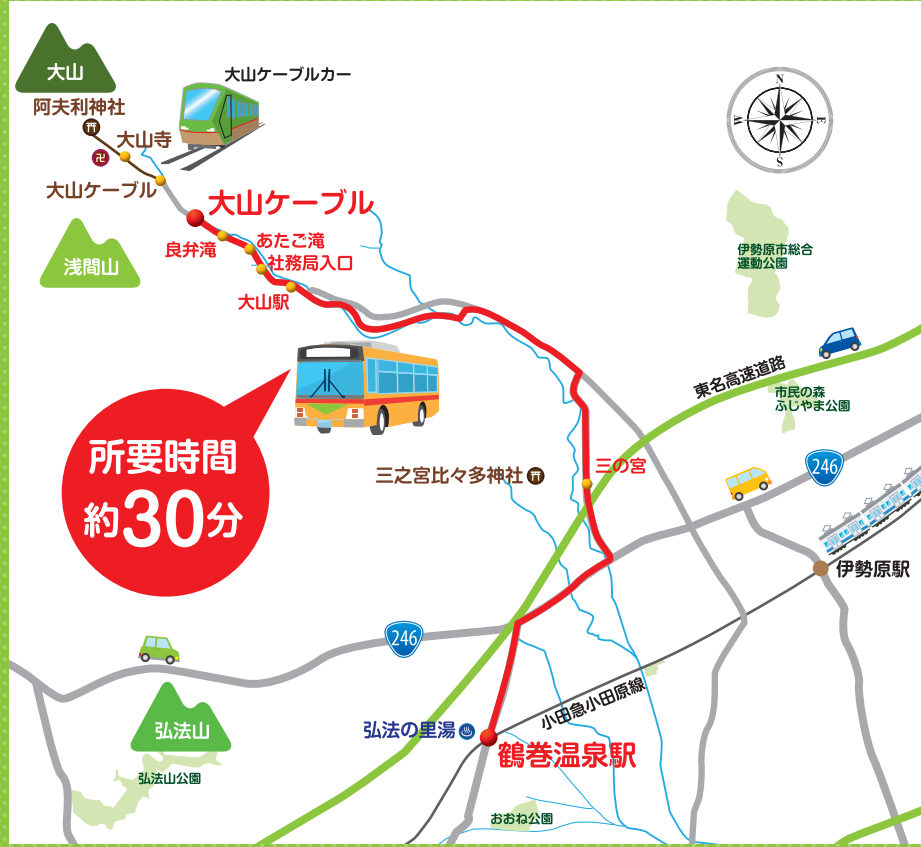 大山
大山ケーブルカー
阿夫利神社
大山寺
大山ケーブル
大山ケーブル
良弁滝
あたご滝
社務局入口
大山駅
浅間山
N
W
E
S
伊勢原市総合
運動公園
東名高速道路
市民の森
ふじやま公園
所要時間
約30分
三之宮比々多神社
三の宮
246
伊勢原駅
246
弘法山
弘法山公園
弘法の里湯
小田急小田原線
鶴巻温泉駅
おおね公園